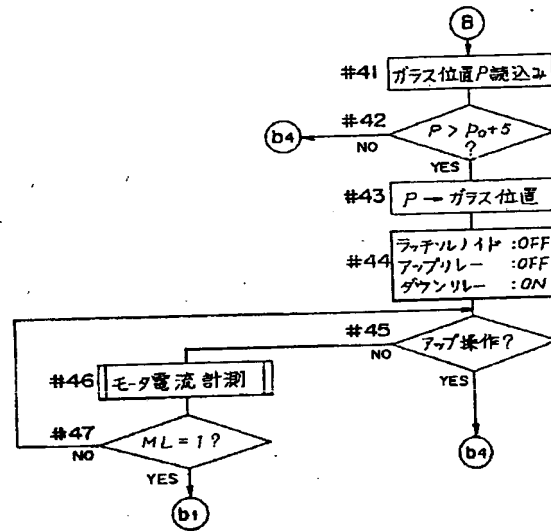 B
#41 ガラス位置P読込み
#42 P > P0+5
?
b4 NO
YES
#43 P → ガラス位置
ラッチソレノイド :OFF
#44 アップリレー :OFF
ダウンリレー :ON
#45 アップ操作?
NO
YES
#46 モータ電流計測
#47 ML = 1 ?
NO
YES
b4
b1